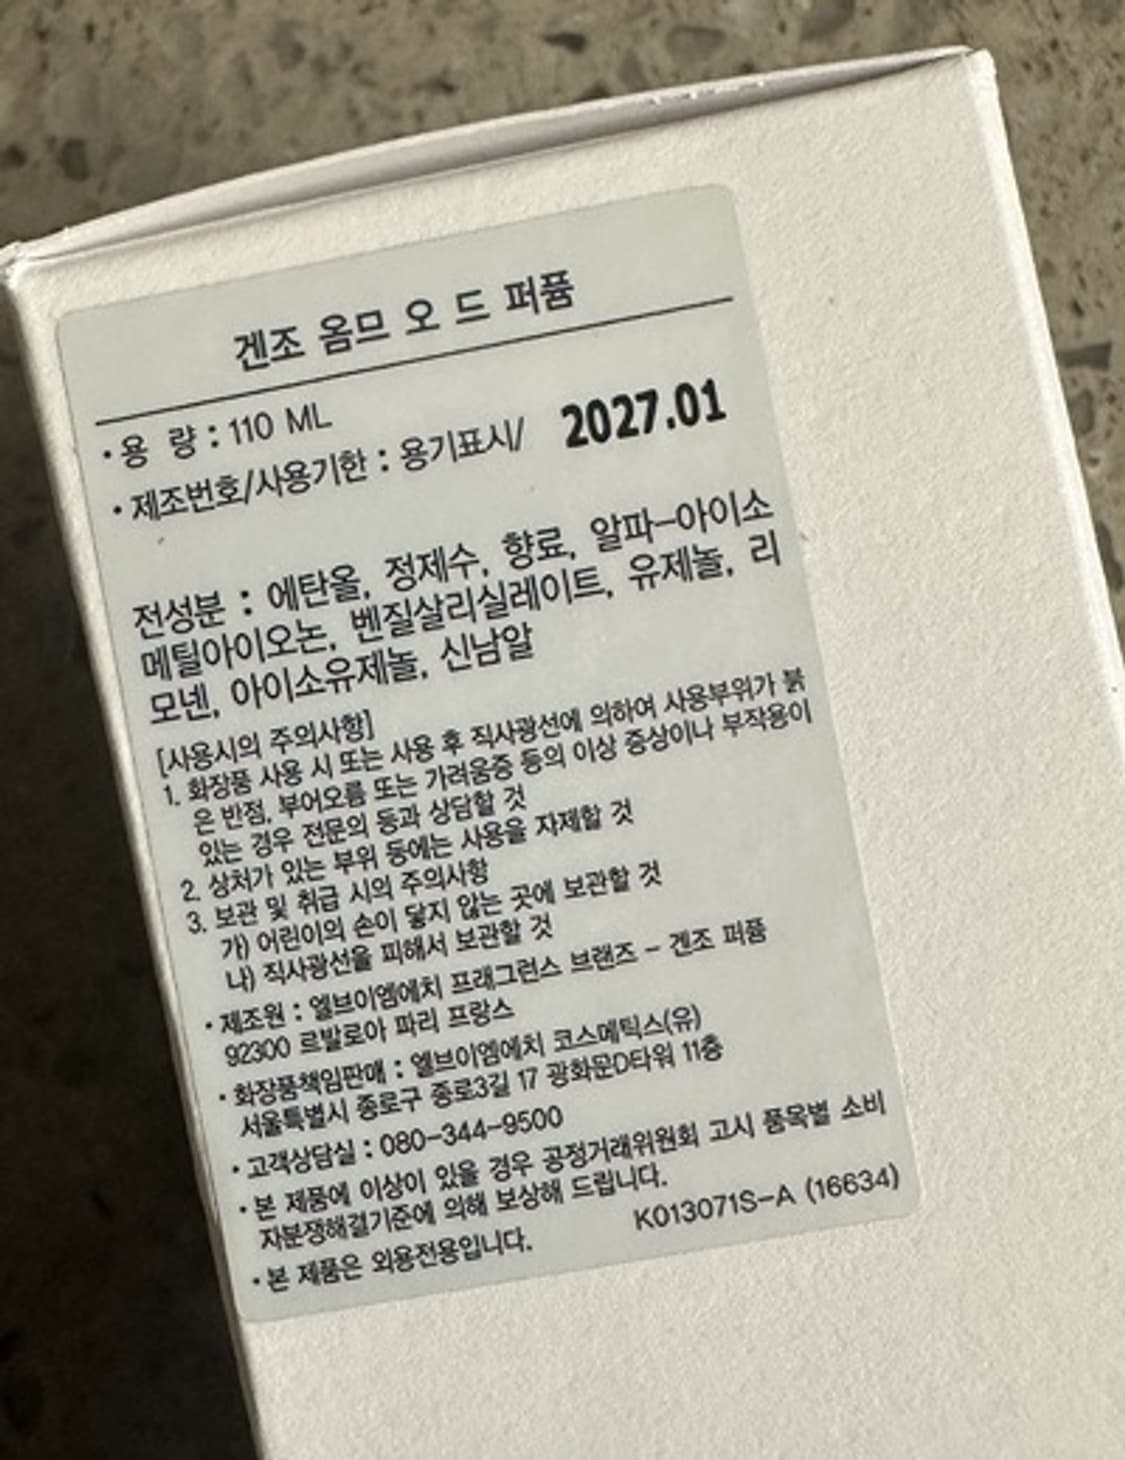 겐조 옴므 오 드 퍼퓸
· 용 량 : 110 ML
· 제조번호/사용기한 : 용기표시/ 2027.01
전성분 : 에탄올, 정제수, 향료, 알파-아이소
메틸아이오논, 벤질살리실레이트, 유제놀, 리
모넨, 아이소유제놀, 신남알
[사용시의 주의사항]
1. 화장품 사용 시 또는 사용 후 직사광선에 의하여 사용부위가 붉
은 반점, 부어오름 또는 가려움증 등의 이상 증상이나 부작용이
있는 경우 전문의 등과 상담할 것
2. 상처가 있는 부위 등에는 사용을 자제할 것
3. 보관 및 취급 시의 주의사항
가) 어린이의 손이 닿지 않는 곳에 보관할 것
나) 직사광선을 피해서 보관할 것
· 제조원 : 엘브이엠에치 프래그런스 브랜즈 - 겐조 퍼퓸
92300 르발로아 파리 프랑스
· 화장품책임판매 : 엘브이엠에치 코스메틱스(유)
서울특별시 종로구 종로3길 17 광화문D타워 11층
· 고객상담실 : 080-344-9500
· 본 제품에 이상이 있을 경우 공정거래위원회 고시 품목별 소비
자분쟁해결기준에 의해 보상해 드립니다.
· 본 제품은 외용전용입니다.
K013071S-A (16634)